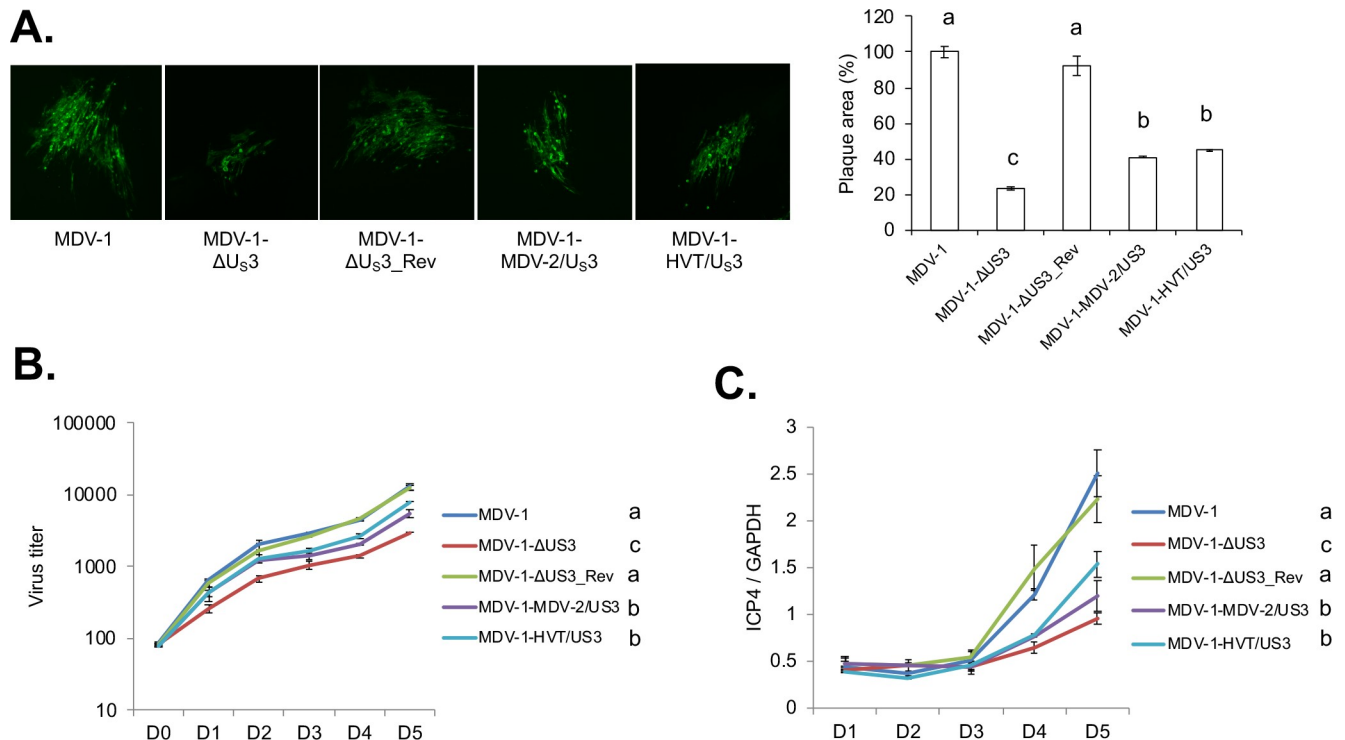 A.
MDV-1
MDV-1-
ΔUS3
MDV-1-
ΔUS3_Rev
MDV-1-
MDV-2/US3
MDV-1-
HVT/US3
Plaque area (%)
120
100
80
60
40
20
0
a
c
a
b
b
MDV-1
MDV-1-ΔUS3
MDV-1-ΔUS3_Rev
MDV-1-MDV-2/US3
MDV-1-HVT/US3
B.
Virus titer
100000
10000
1000
100
10
D0 D1 D2 D3 D4 D5
MDV-1 a
MDV-1-ΔUS3 c
MDV-1-ΔUS3_Rev a
MDV-1-MDV-2/US3 b
MDV-1-HVT/US3 b
C.
ICP4 / GAPDH
3
2.5
2
1.5
1
0.5
0
D1 D2 D3 D4 D5
MDV-1 a
MDV-1-ΔUS3 c
MDV-1-ΔUS3_Rev a
MDV-1-MDV-2/US3 b
MDV-1-HVT/US3 b